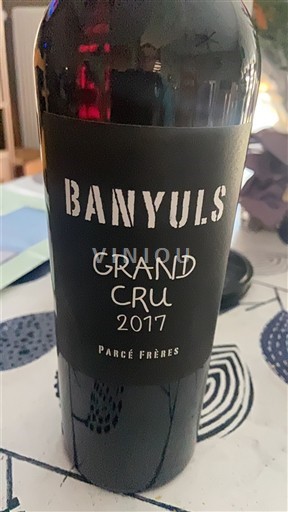 BANYULS
VINIOU
GRAND
CRU
2017
PARCÉ FRÈRES